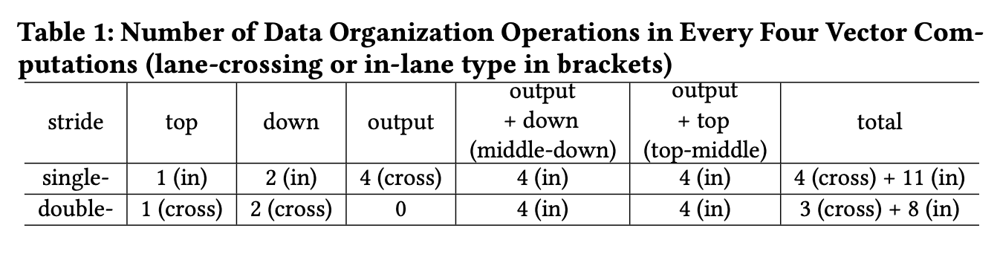 Table 1: Number of Data Organization Operations in Every Four Vector Com-
putations (lane-crossing or in-lane type in brackets)
stride top down output output + down (middle-down) output + top (top-middle) total
single- 1 (in) 2 (in) 4 (cross) 4 (in) 4 (in) 4 (cross) + 11 (in)
double- 1 (cross) 2 (cross) 0 4 (in) 4 (in) 3 (cross) + 8 (in)